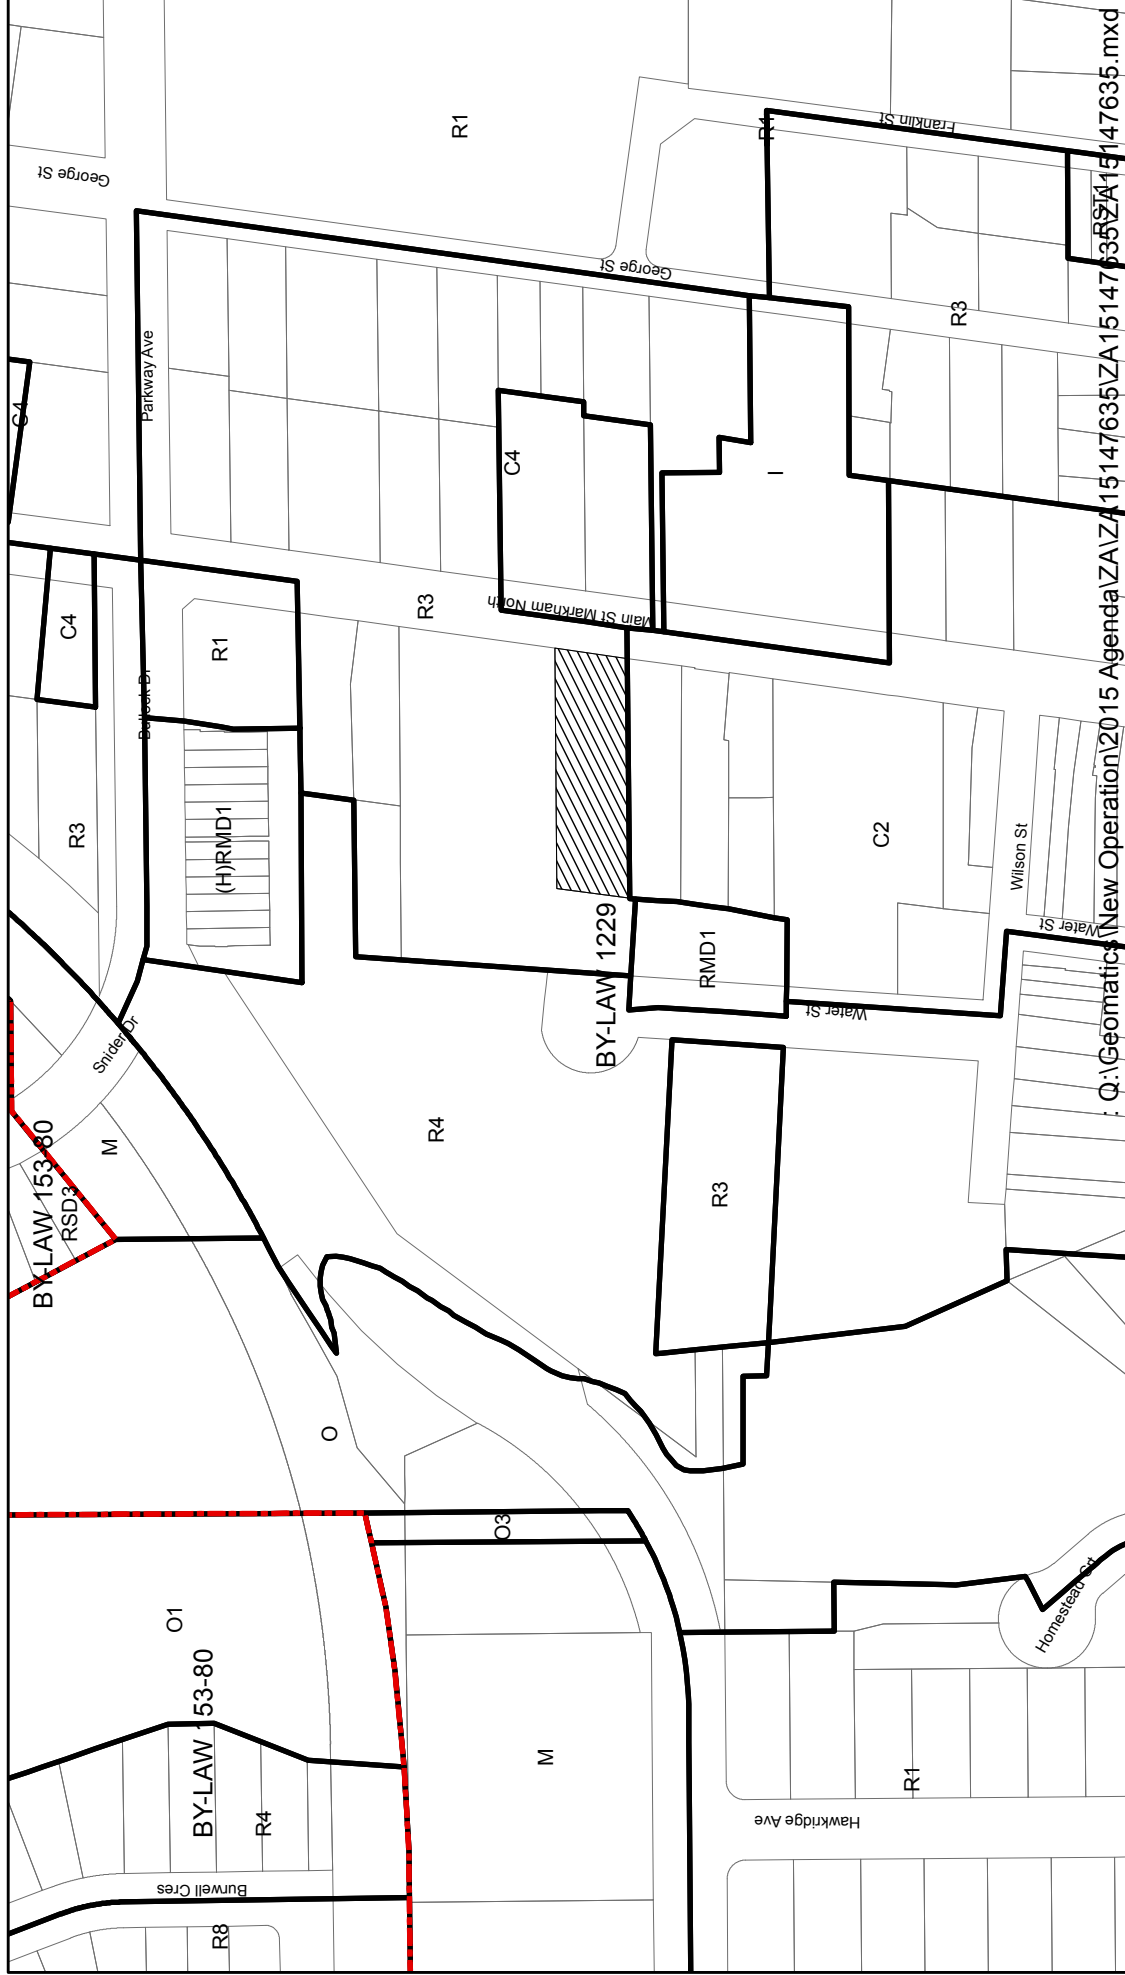 George St
R1
R1
Franklin St
C4
Parkway Ave
George St
RST1
R3
C4
I
C4
R1
R3
Main St Markham North
Bullock Dr
R3
(H)RMD1
C2
Wilson St
Water St
BY-LAW 1229
RMD1
Water St
Snider Dr
M
BY-LAW 153-80
RSD3
R4
R3
O
O3
O1
BY-LAW 153-80
R4
M
Homestead Crt
R1
Hawkridge Ave
Burwell Cres
R8
: Q:\Geomatics\New Operation\2015 Agenda\ZA\ZA15147635\ZA15147635\ZA15147635.mxd